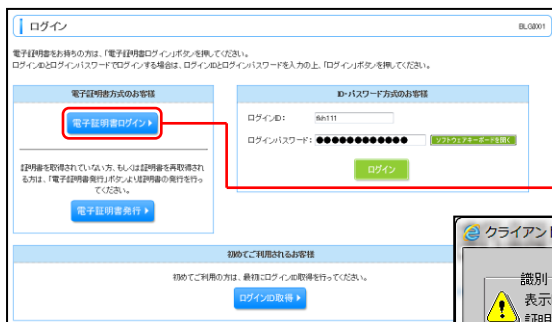 ログイン
BLGI001
電子証明書をお持ちの方は、「電子証明書ログイン」ボタンを押してください。
ログインIDとログインパスワードでログインする場合は、ログインIDとログインパスワードを入力の上、「ログイン」ボタンを押してください。
電子証明書方式のお客様
電子証明書ログイン
証明書を取得されていない方、もしくは証明書を再取得され
る方は、「電子証明書発行」ボタンより証明書の発行を行っ
てください。
電子証明書発行
ID・パスワード方式のお客様
ログインID:
ログインパスワード: ●●●●●●●●●●●●
ソフトウェアキーボードを開く
ログイン
初めてご利用されるお客様
初めてご利用の方は、最初にログインID取得を行ってください。
ログインID取得
クライアント
識別
表示
証明